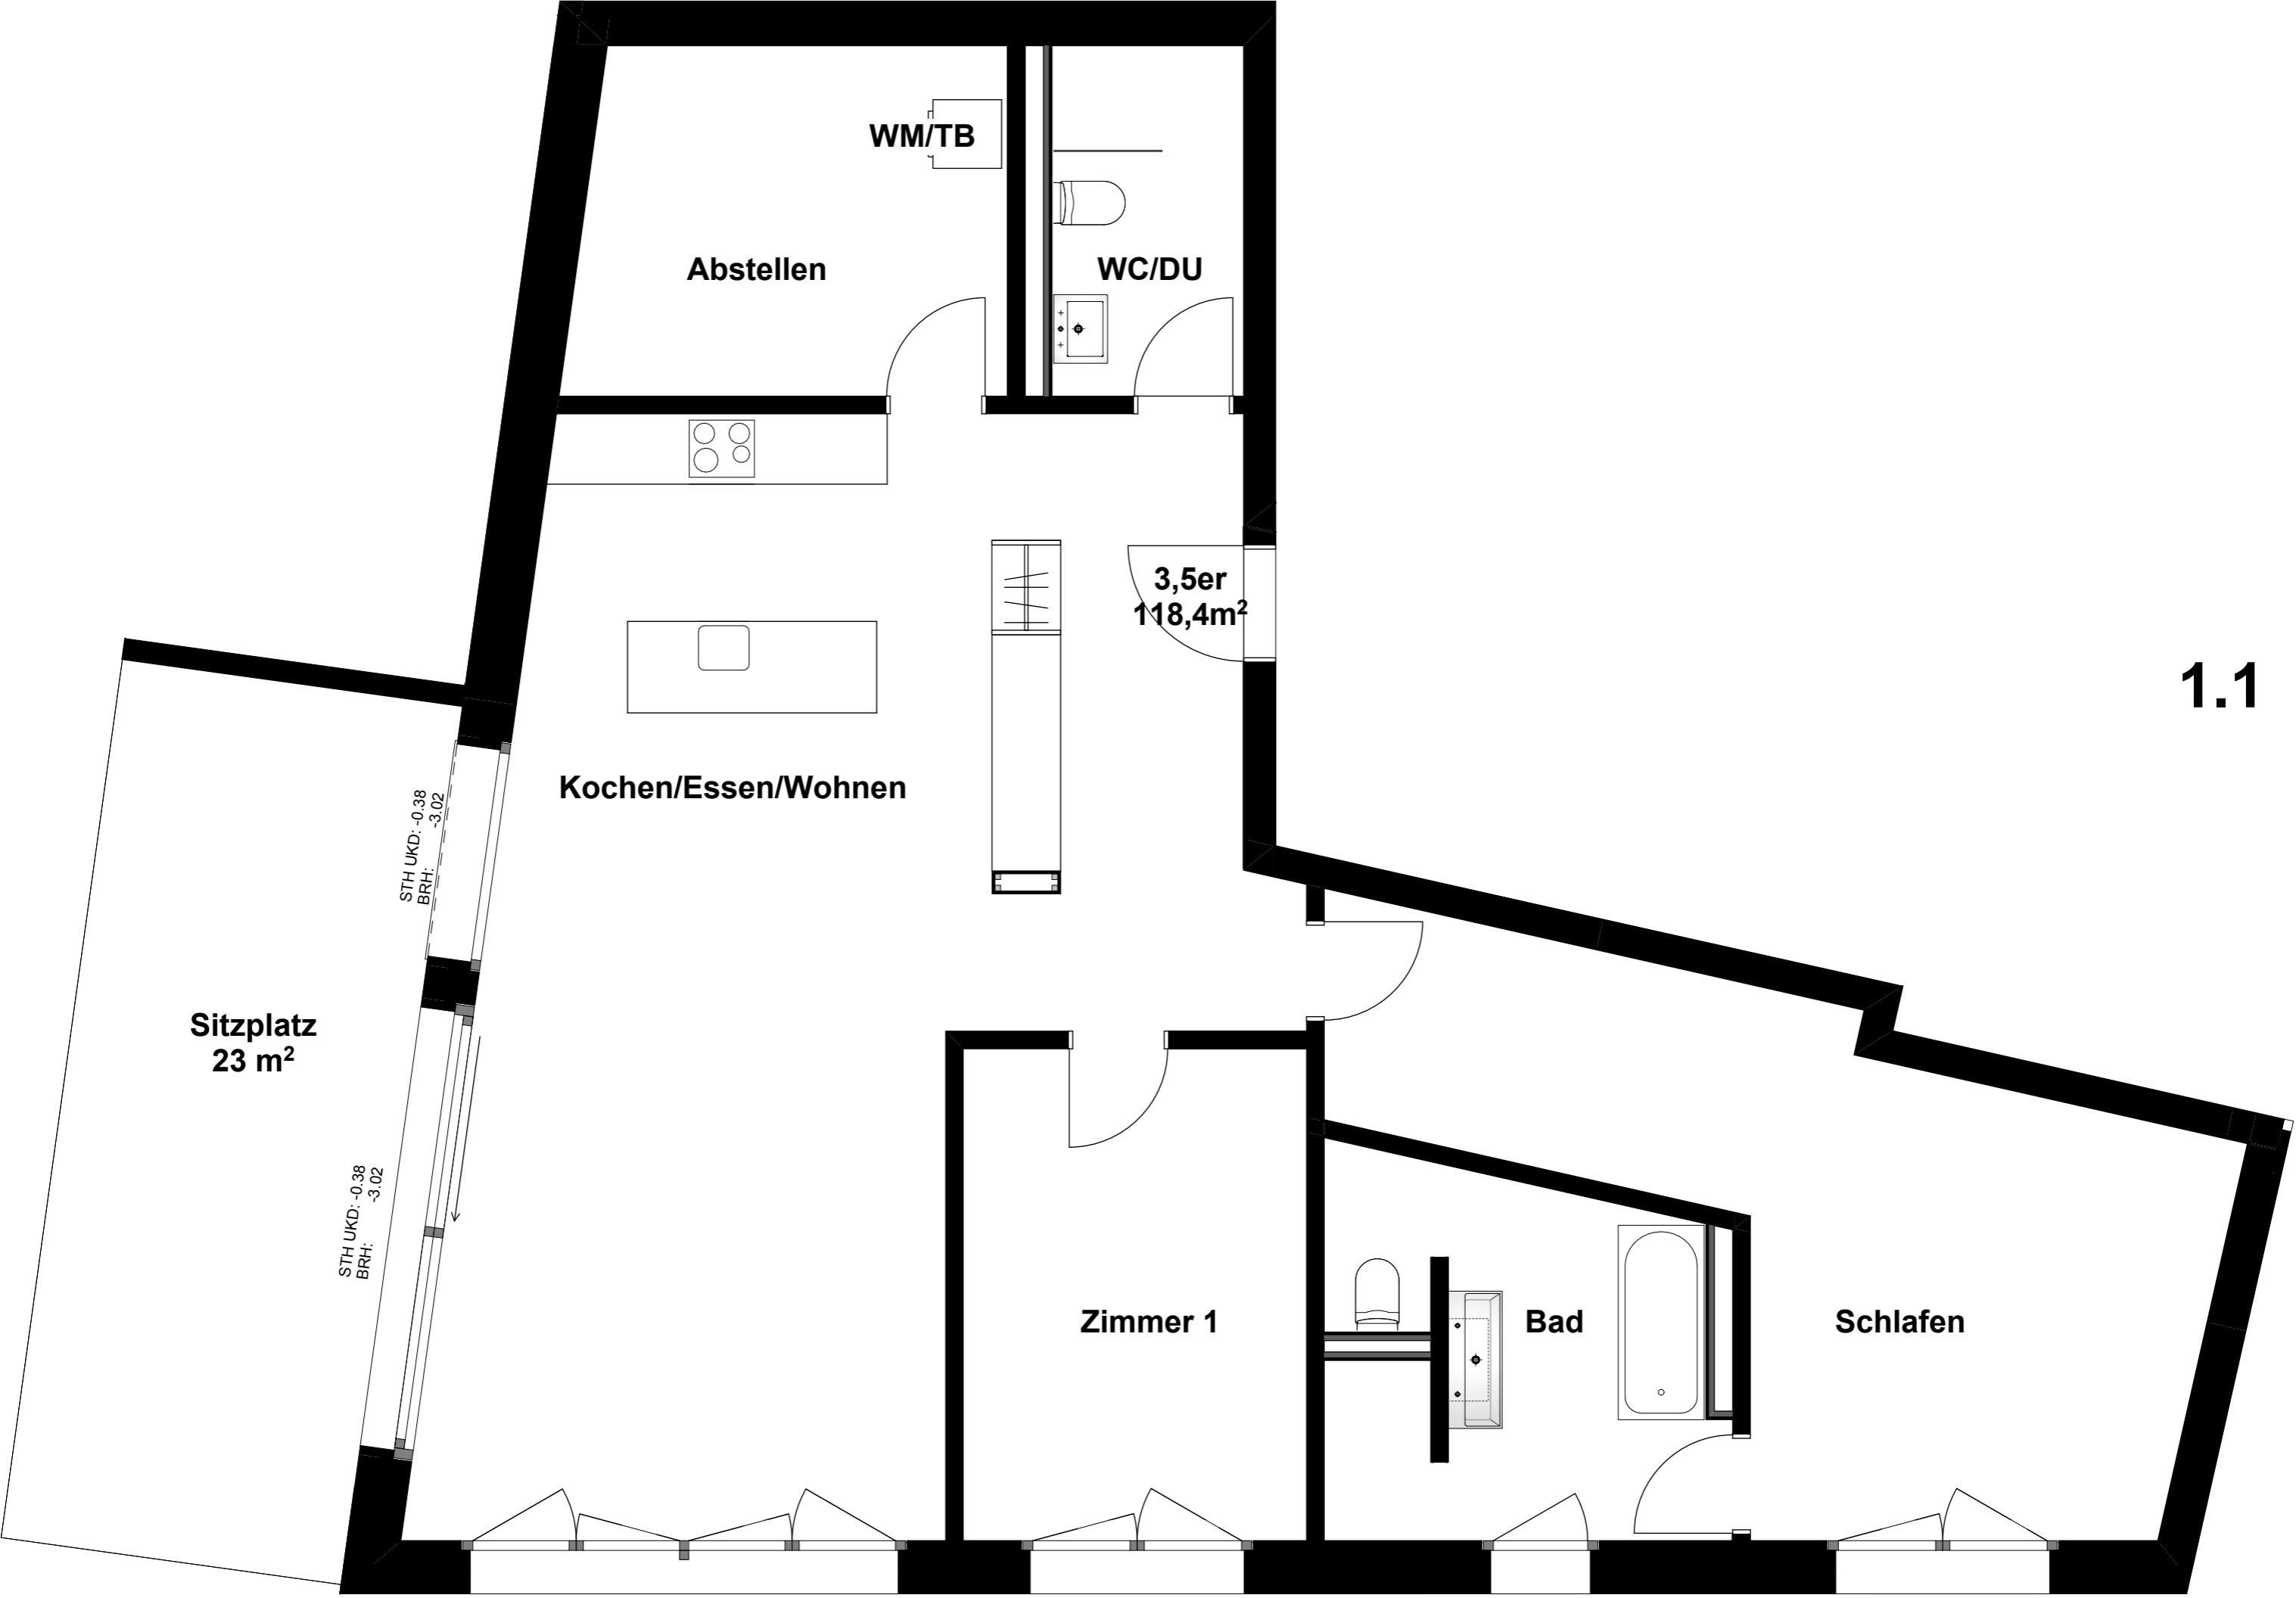 WM/TB
Abstellen
WC/DU
3,5er
118,4m²
1.1
Kochen/Essen/Wohnen
STH UKD: -0.38
BRH: -3.02
Sitzplatz
23 m²
STH UKD: -0.38
BRH: -3.02
Zimmer 1
Bad
Schlafen